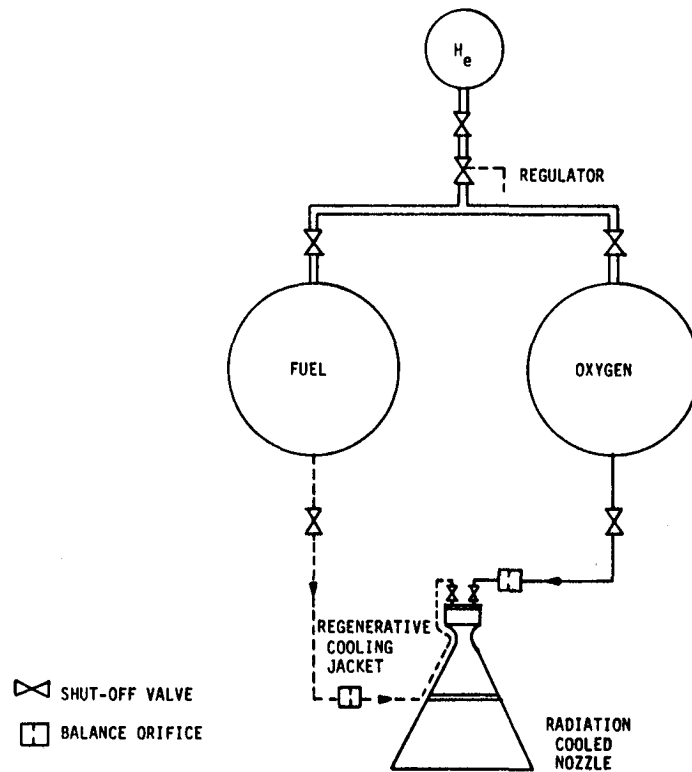 He
REGULATOR
FUEL
OXYGEN
REGENERATIVE
COOLING
JACKET
SHUT-OFF VALVE
BALANCE ORIFICE
RADIATION
COOLED
NOZZLE